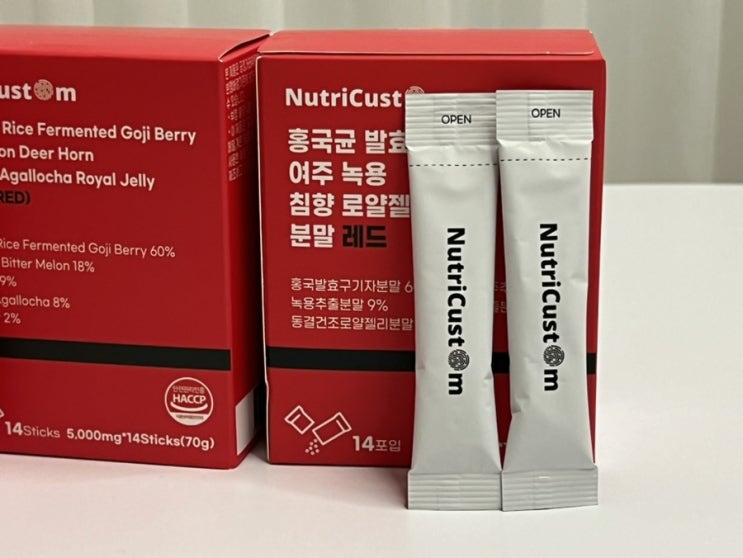 ust m
Rice Fermented Goji Berry
on Deer Horn
Agallocha Royal Jelly
RED)
Rice Fermented Goji Berry 60%
Bitter Melon 18%
9%
Agallocha 8%
2%
HACCP
14Sticks 5,000mg*14Sticks(70g)
NutriCust
홍국균 발효
여주 녹용
침향 로얄젤
분말 레드
홍국발효구기자분말 6
녹용추출분말 9%
동결건조로얄젤리분말
14포입
OPEN
NutriCust m
OPEN
NutriCust m